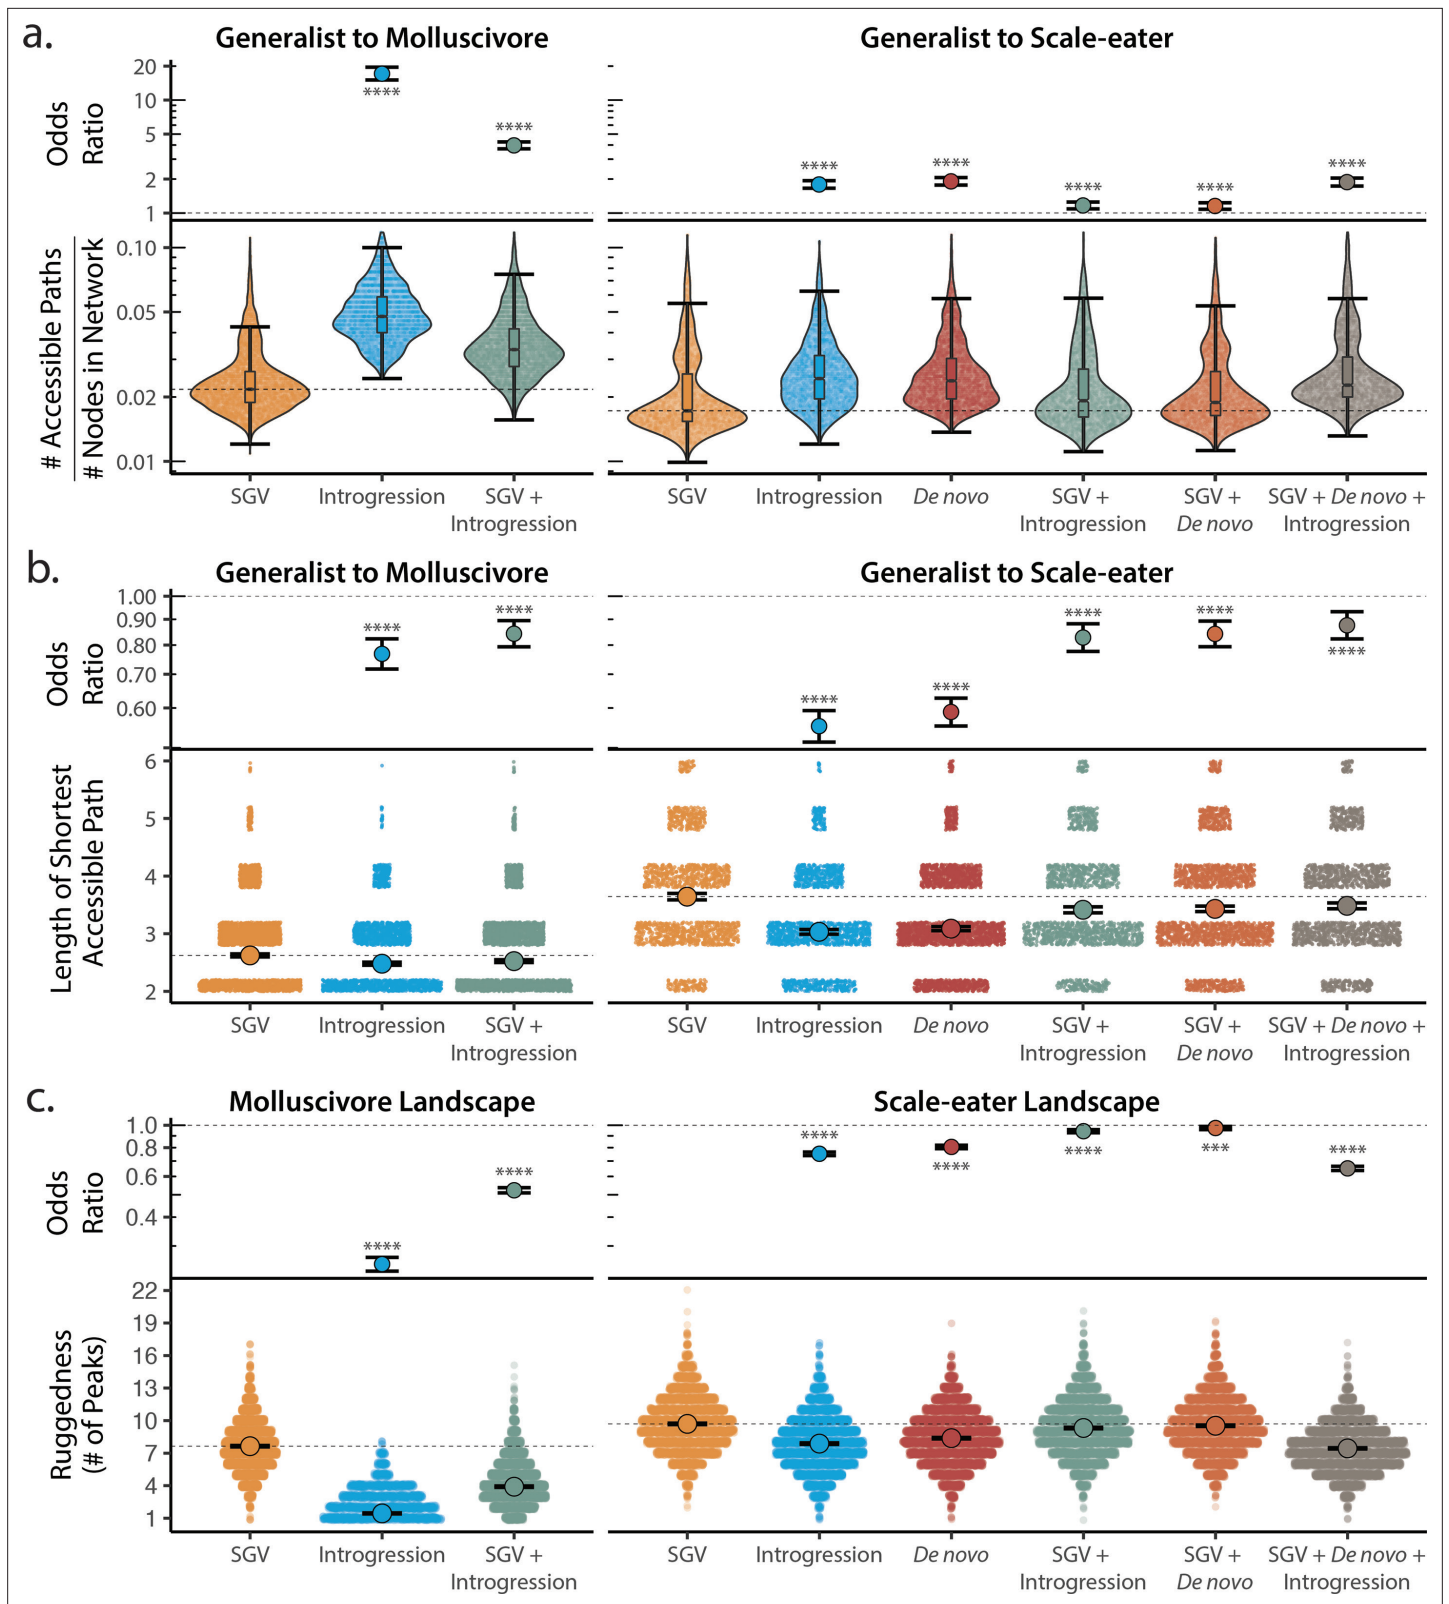 a.
Generalist to Molluscivore
Generalist to Scale-eater
Odds
Ratio
20
10
5
2
1
****
****
****
****
****
****
****
# Accessible Paths
# Nodes in Network
0.10
0.05
0.02
0.01
SGV
Introgression
SGV +
Introgression
SGV
Introgression
De novo
SGV +
Introgression
SGV +
De novo
SGV + De novo +
Introgression
b.
Generalist to Molluscivore
Generalist to Scale-eater
Odds
Ratio
1.00
0.90
0.80
0.70
0.60
****
****
****
****
****
****
****
Length of Shortest
Accessible Path
6
5
4
3
2
SGV
Introgression
SGV +
Introgression
SGV
Introgression
De novo
SGV +
Introgression
SGV +
De novo
SGV + De novo +
Introgression
c.
Molluscivore Landscape
Scale-eater Landscape
Odds
Ratio
1.0
0.8
0.6
0.4
****
****
****
****
****
***
****
Ruggedness
(# of Peaks)
22
19
16
13
10
7
4
1
SGV
Introgression
SGV +
Introgression
SGV
Introgression
De novo
SGV +
Introgression
SGV +
De novo
SGV + De novo +
Introgression